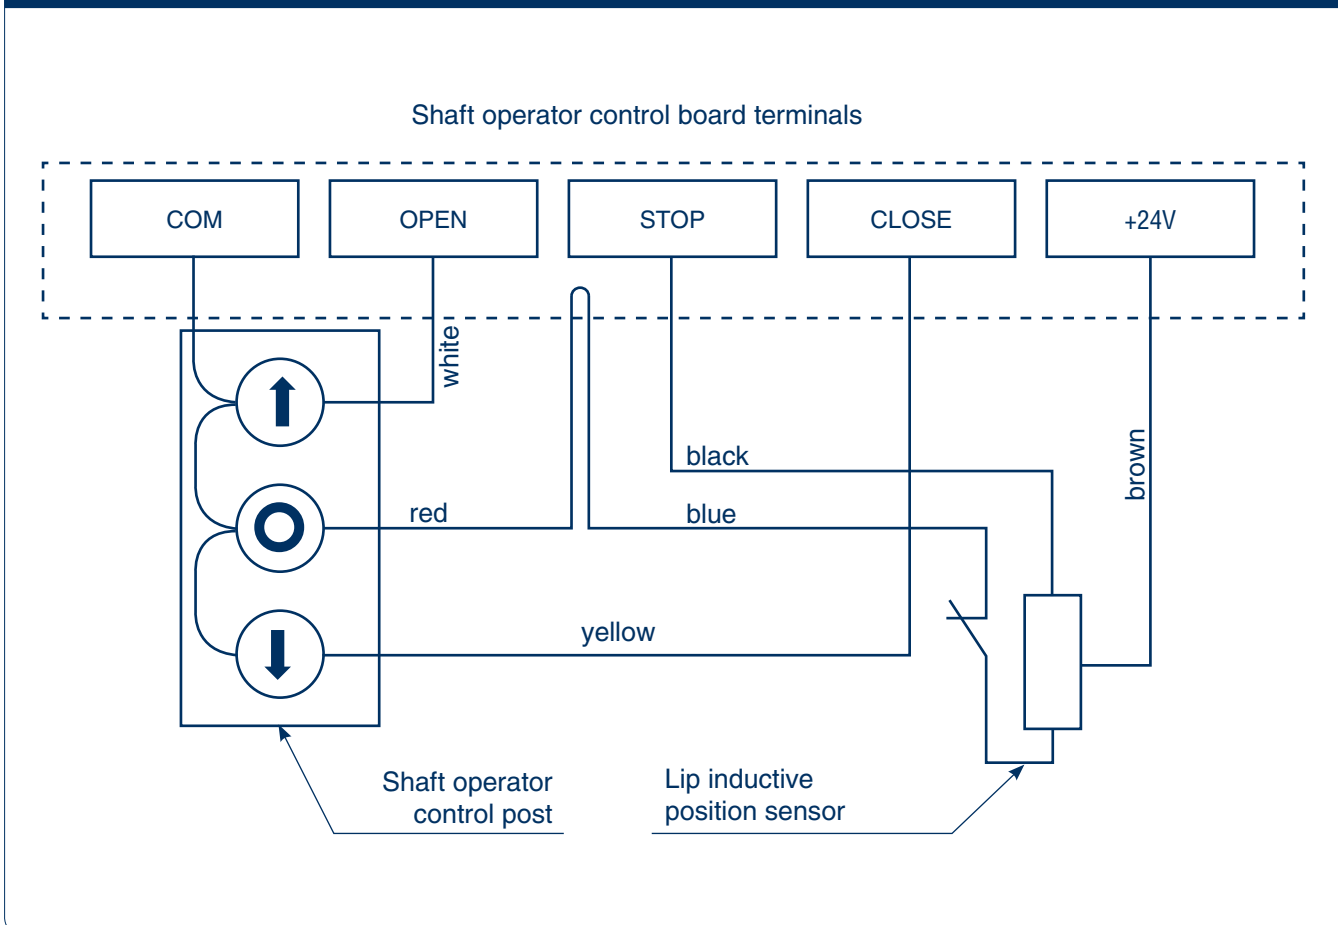 Shaft operator control board terminals
COM
OPEN
STOP
CLOSE
+24V
white
black
brown
red
blue
yellow
Shaft operator
control post
Lip inductive
position sensor